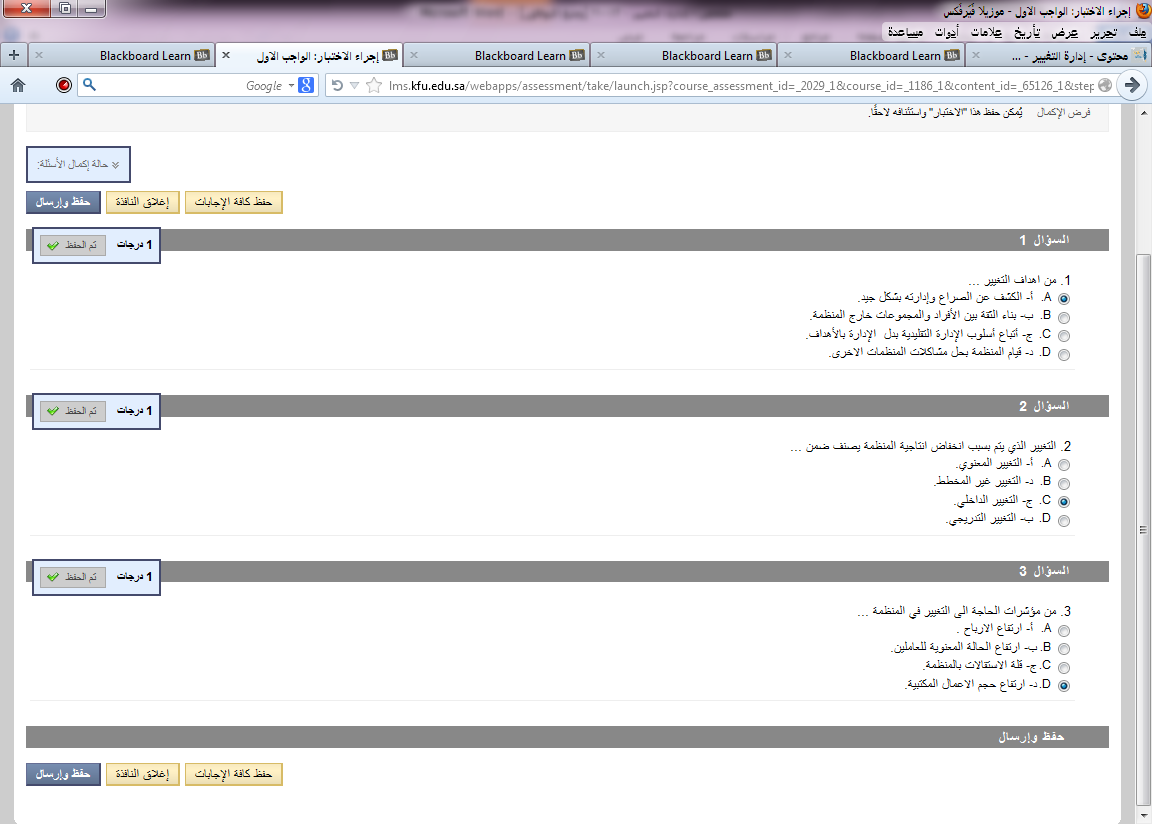 إجراء الاختبار: الواجب الاول - موزيلا فَيَرفُكس
ملف تحرير عرض تأريخ علامات أدوات مساعدة
محتوى - إدارة التغيير - ...
Blackboard Learn
Blackboard Learn
Blackboard Learn
إجراء الاختبار: الواجب الاول
Blackboard Learn
lms.kfu.edu.sa/webapps/assessment/take/launch.jsp?course_assessment_id=_2029_1&course_id=_1186_1&content_id=_65126_1&step
Google
فرض الإكمال يُمكن حفظ هذا "الاختبار" واستئنافه لاحقًا.
حالة إكمال الأسئلة:
حفظ كافة الإجابات إغلاق النافذة حفظ وإرسال
السؤال 1
1 درجات تم الحفظ
1. من اهداف التغيير ...
A. أ- الكشف عن الصراع وإدارته بشكل جيد.
B. ب- بناء الثقة بين الأفراد والمجموعات خارج المنظمة.
C. ج- أتباع أسلوب الإدارة التقليدية بدل الإدارة بالأهداف.
D. د- قيام المنظمة بحل مشاكلات المنظمات الاخرى.
السؤال 2
1 درجات تم الحفظ
2. التغيير الذي يتم بسبب انخفاض انتاجية المنظمة يصنف ضمن ...
A. أ- التغيير المعنوي.
B. د- التغيير غير المخطط.
C. ج- التغيير الداخلي.
D. ب- التغيير التدريجي.
السؤال 3
1 درجات تم الحفظ
3. من مؤشرات الحاجة الى التغيير في المنظمة ...
A. أ- ارتفاع الارباح .
B. ب- ارتفاع الحالة المعنوية للعاملين.
C. ج- قلة الاستقالات بالمنظمة.
D. د- ارتفاع حجم الاعمال المكتبية.
حفظ وإرسال
حفظ كافة الإجابات إغلاق النافذة حفظ وإرسال